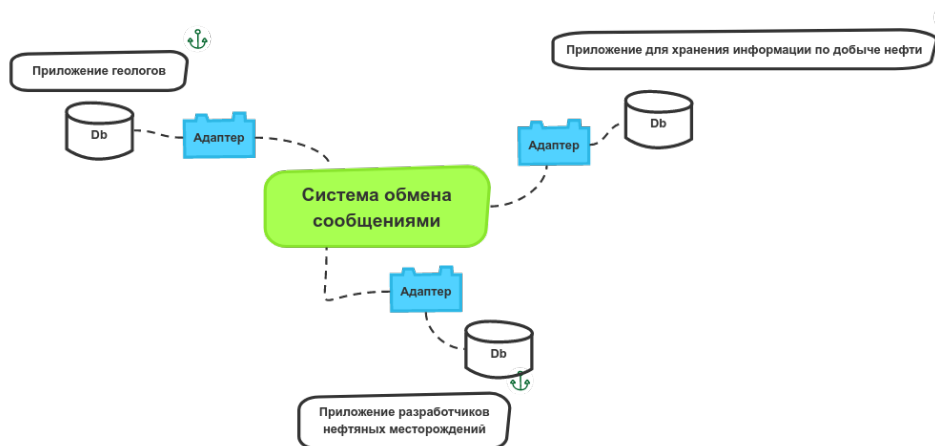 Приложение геологов
Приложение для хранения информации по добыче нефти
Db
Адаптер
Адаптер
Db
Система обмена
сообщениями
Адаптер
Db
Приложение разработчиков
нефтяных месторождений